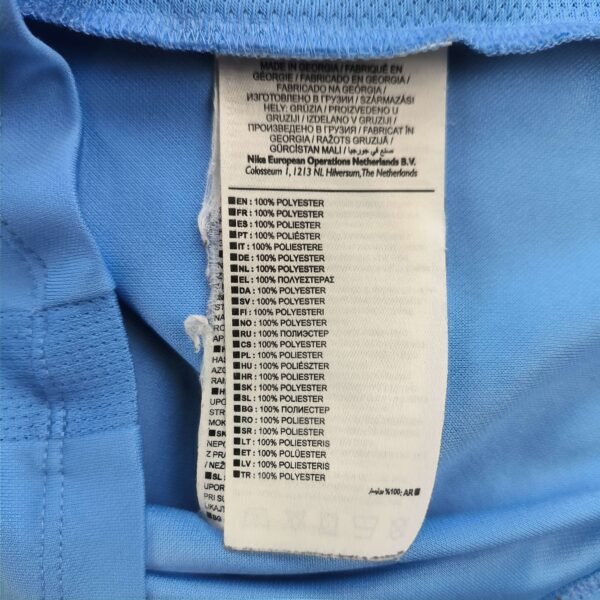 MADE IN GEORGIA / FABRIQUÉ EN
GÉORGIE / FABRICADO EN GEORGIA /
FABRICADO NA GEÓRGIA /
ИЗГОТОВЛЕНО В ГРУЗИИ / SZÁRMAZÁSI
HELY: GRÚZIA / PROIZVEDENO U
GRUZIJI / IZDELANO V GRUZIJI /
ПРОИЗВЕДЕНО В ГРУЗИЯ / FABRICAT ÎN
GEORGIA / RAŽOTS GRUZIJĀ /
GÜRCİSTAN MALI / صنع في جورجيا
Nike European Operations Netherlands B.V.
Colosseum 1, 1213 NL Hilversum, The Netherlands
EN : 100% POLYESTER
FR : 100% POLYESTER
ES : 100% POLIÉSTER
PT : 100% POLIÉSTER
IT : 100% POLIESTERE
DE : 100% POLYESTER
NL : 100% POLYESTER
EL : 100% ΠΟΛΥΕΣΤΕΡΑΣ
DA : 100% POLYESTER
SV : 100% POLYESTER
FI : 100% POLYESTERI
NO : 100% POLYESTER
RU : 100% ПОЛИЭСТЕР
CS : 100% POLYESTER
PL : 100% POLIESTER
HU : 100% POLIÉSZTER
HR : 100% POLIESTER
SK : 100% POLYESTER
SL : 100% POLIESTER
BG : 100% ПОЛИЕСТЕР
RO : 100% POLIESTER
SR : 100% POLIESTER
LT : 100% POLIESTERIS
ET : 100% POLÜESTER
LV : 100% POLIESTERIS
TR : 100% POLYESTER
AR : %100 بوليستر